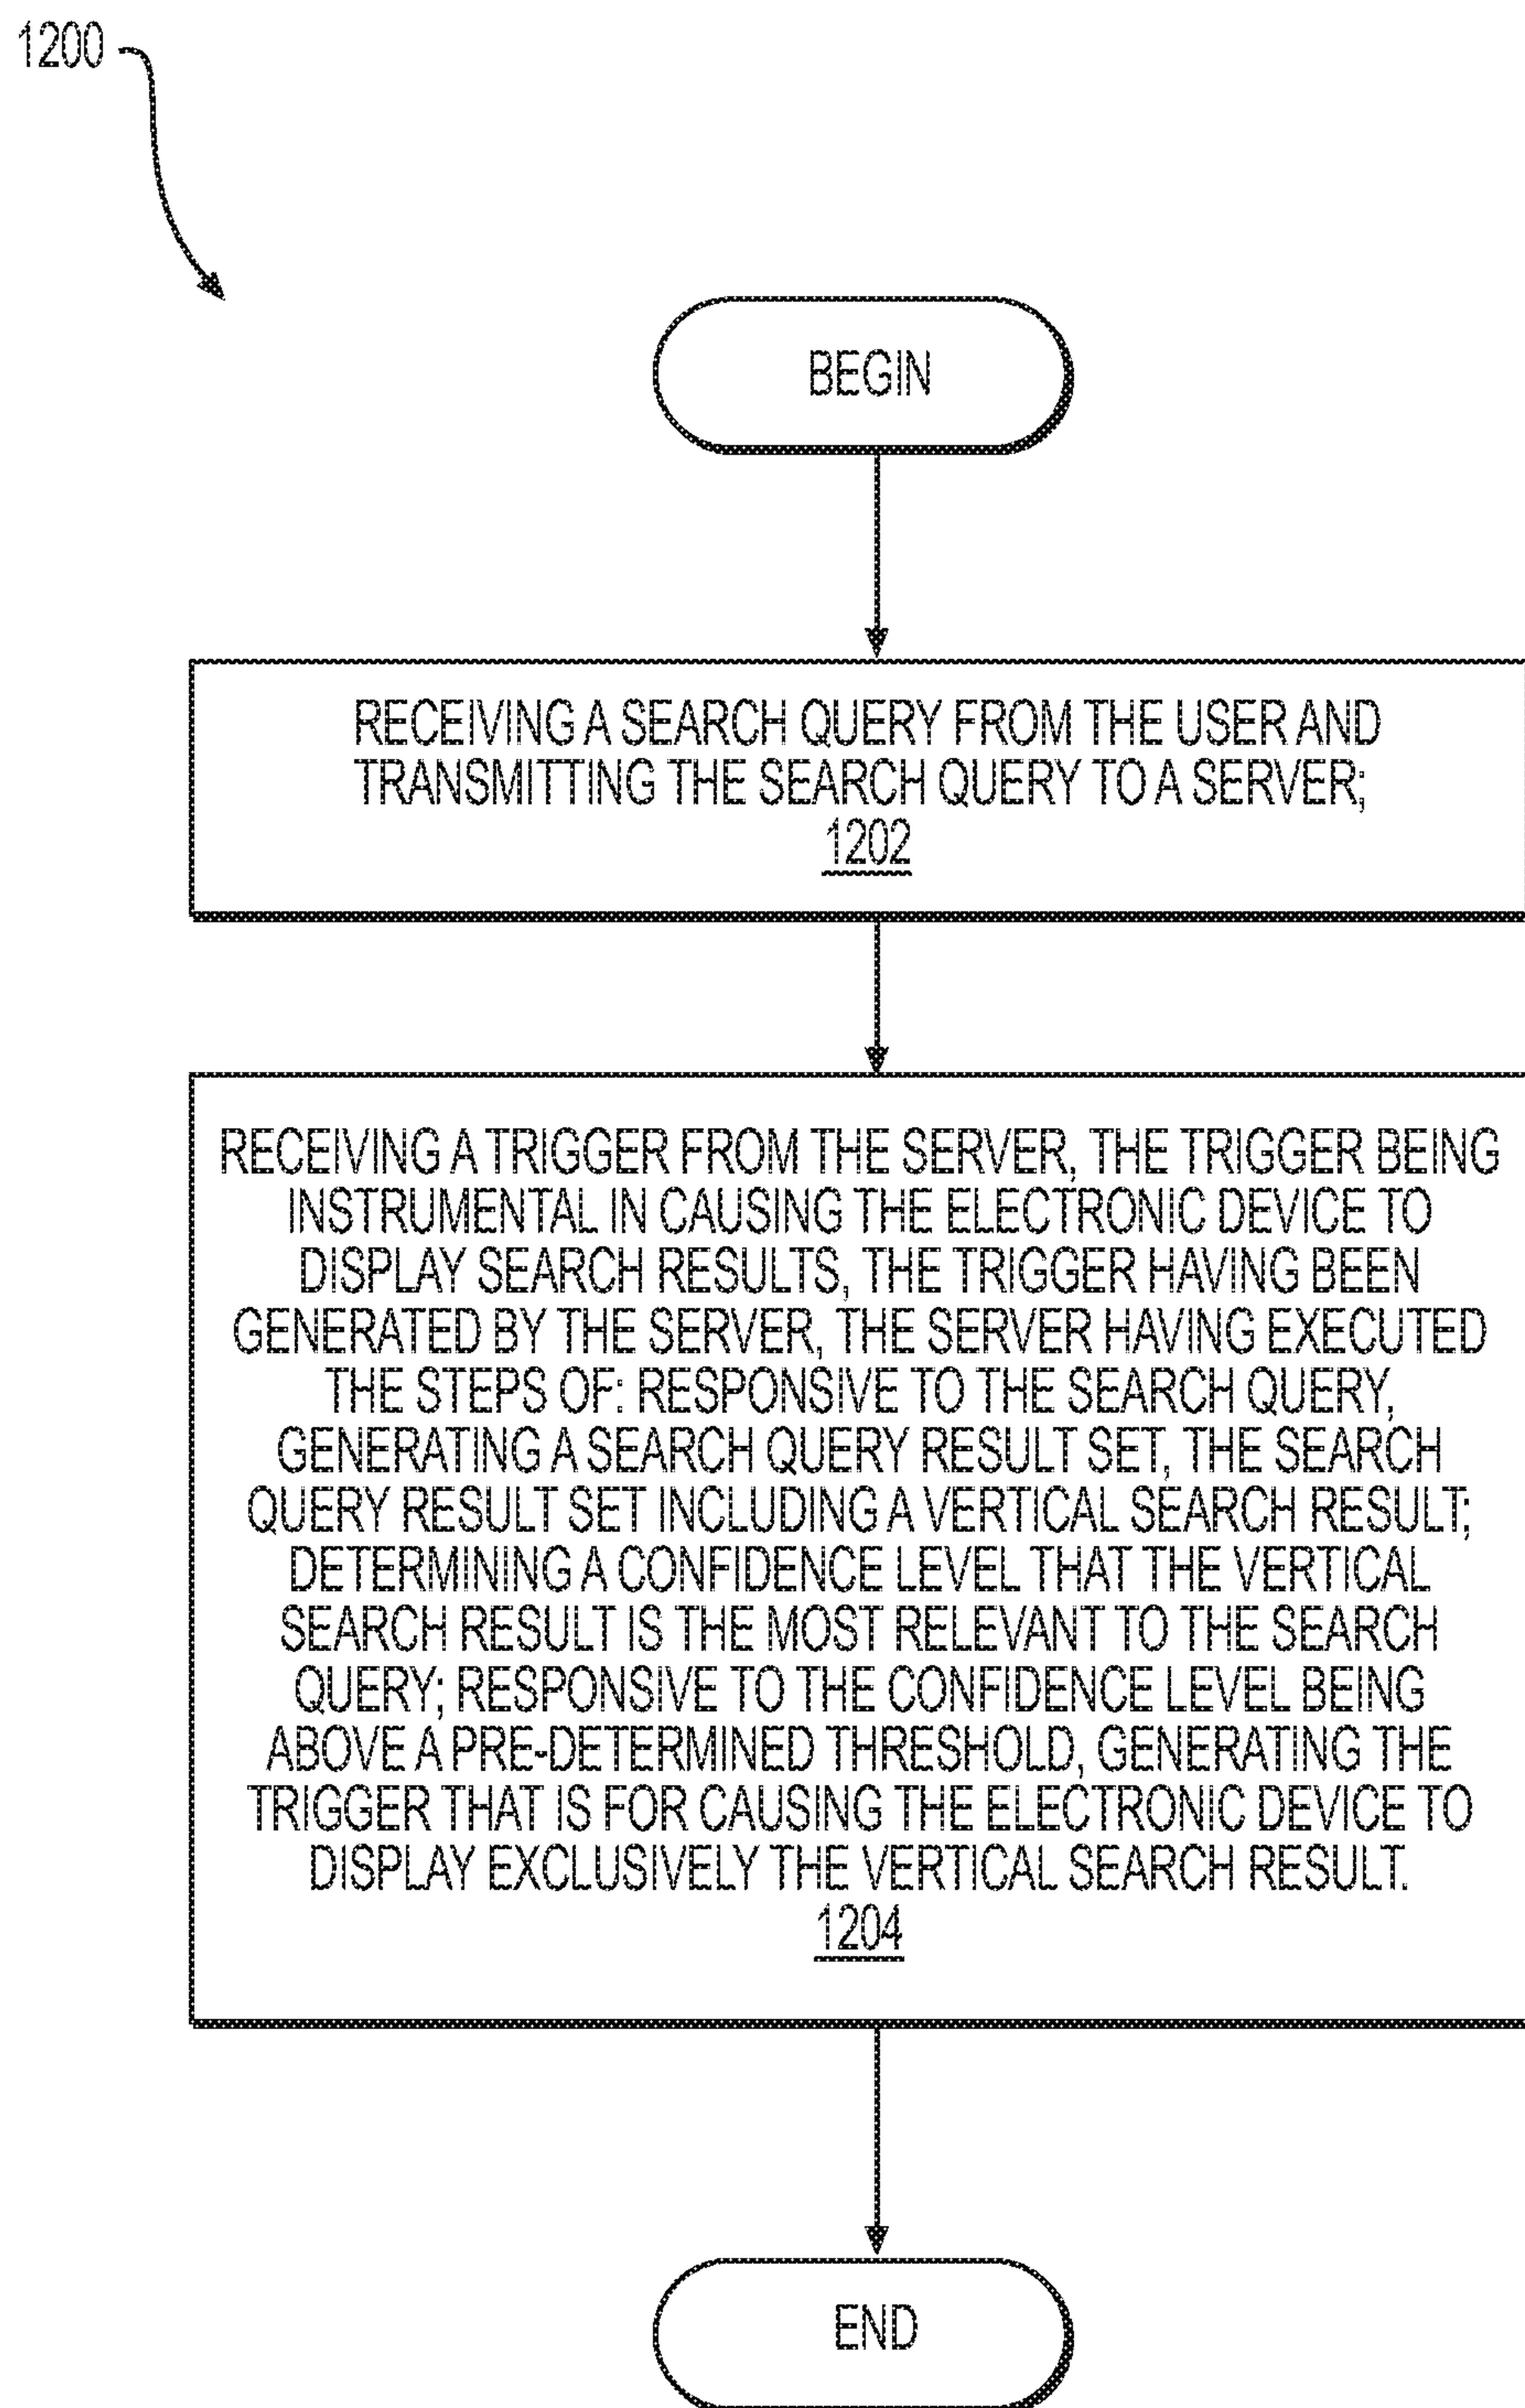 1200
BEGIN
RECEIVING A SEARCH QUERY FROM THE USER AND
TRANSMITTING THE SEARCH QUERY TO A SERVER;
1202
RECEIVING A TRIGGER FROM THE SERVER, THE TRIGGER BEING
INSTRUMENTAL IN CAUSING THE ELECTRONIC DEVICE TO
DISPLAY SEARCH RESULTS, THE TRIGGER HAVING BEEN
GENERATED BY THE SERVER, THE SERVER HAVING EXECUTED
THE STEPS OF: RESPONSIVE TO THE SEARCH QUERY,
GENERATING A SEARCH QUERY RESULT SET, THE SEARCH
QUERY RESULT SET INCLUDING A VERTICAL SEARCH RESULT;
DETERMINING A CONFIDENCE LEVEL THAT THE VERTICAL
SEARCH RESULT IS THE MOST RELEVANT TO THE SEARCH
QUERY; RESPONSIVE TO THE CONFIDENCE LEVEL BEING
ABOVE A PRE-DETERMINED THRESHOLD, GENERATING THE
TRIGGER THAT IS FOR CAUSING THE ELECTRONIC DEVICE TO
DISPLAY EXCLUSIVELY THE VERTICAL SEARCH RESULT.
1204
END